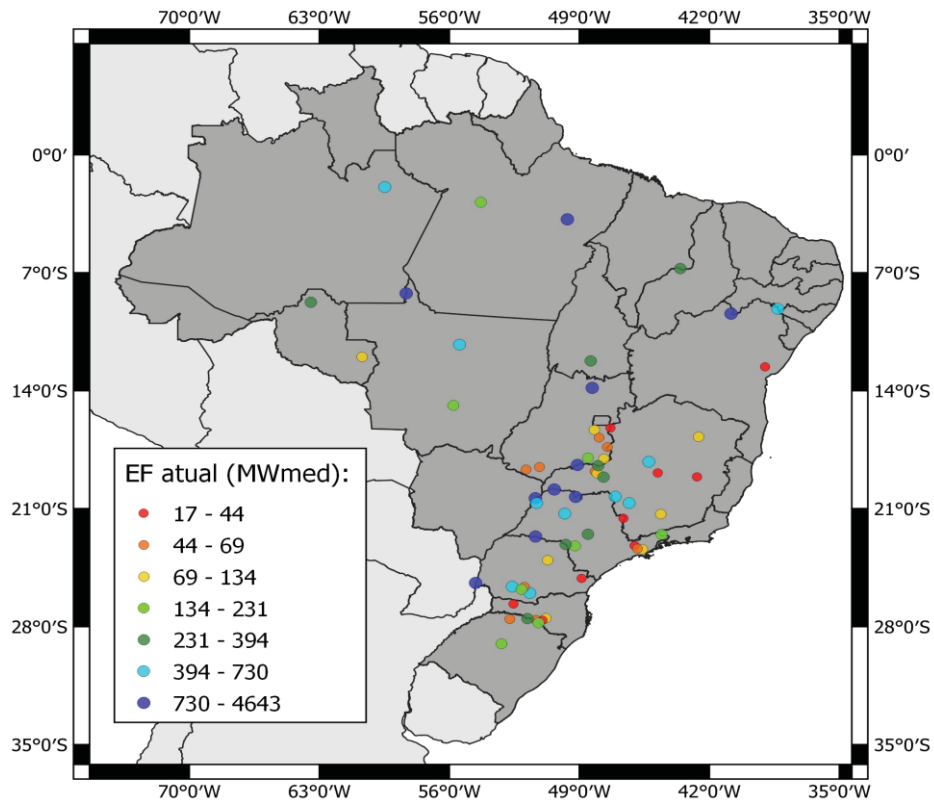 70°0'W 63°0'W 56°0'W 49°0'W 42°0'W 35°0'W
0°0′ 0°0′
7°0'S 7°0'S
14°0'S 14°0'S
EF atual (MWmed):
17 - 44
44 - 69
69 - 134
134 - 231
231 - 394
394 - 730
730 - 4643
21°0'S 21°0'S
28°0'S 28°0'S
35°0'S 35°0'S
70°0'W 63°0'W 56°0'W 49°0'W 42°0'W 35°0'W